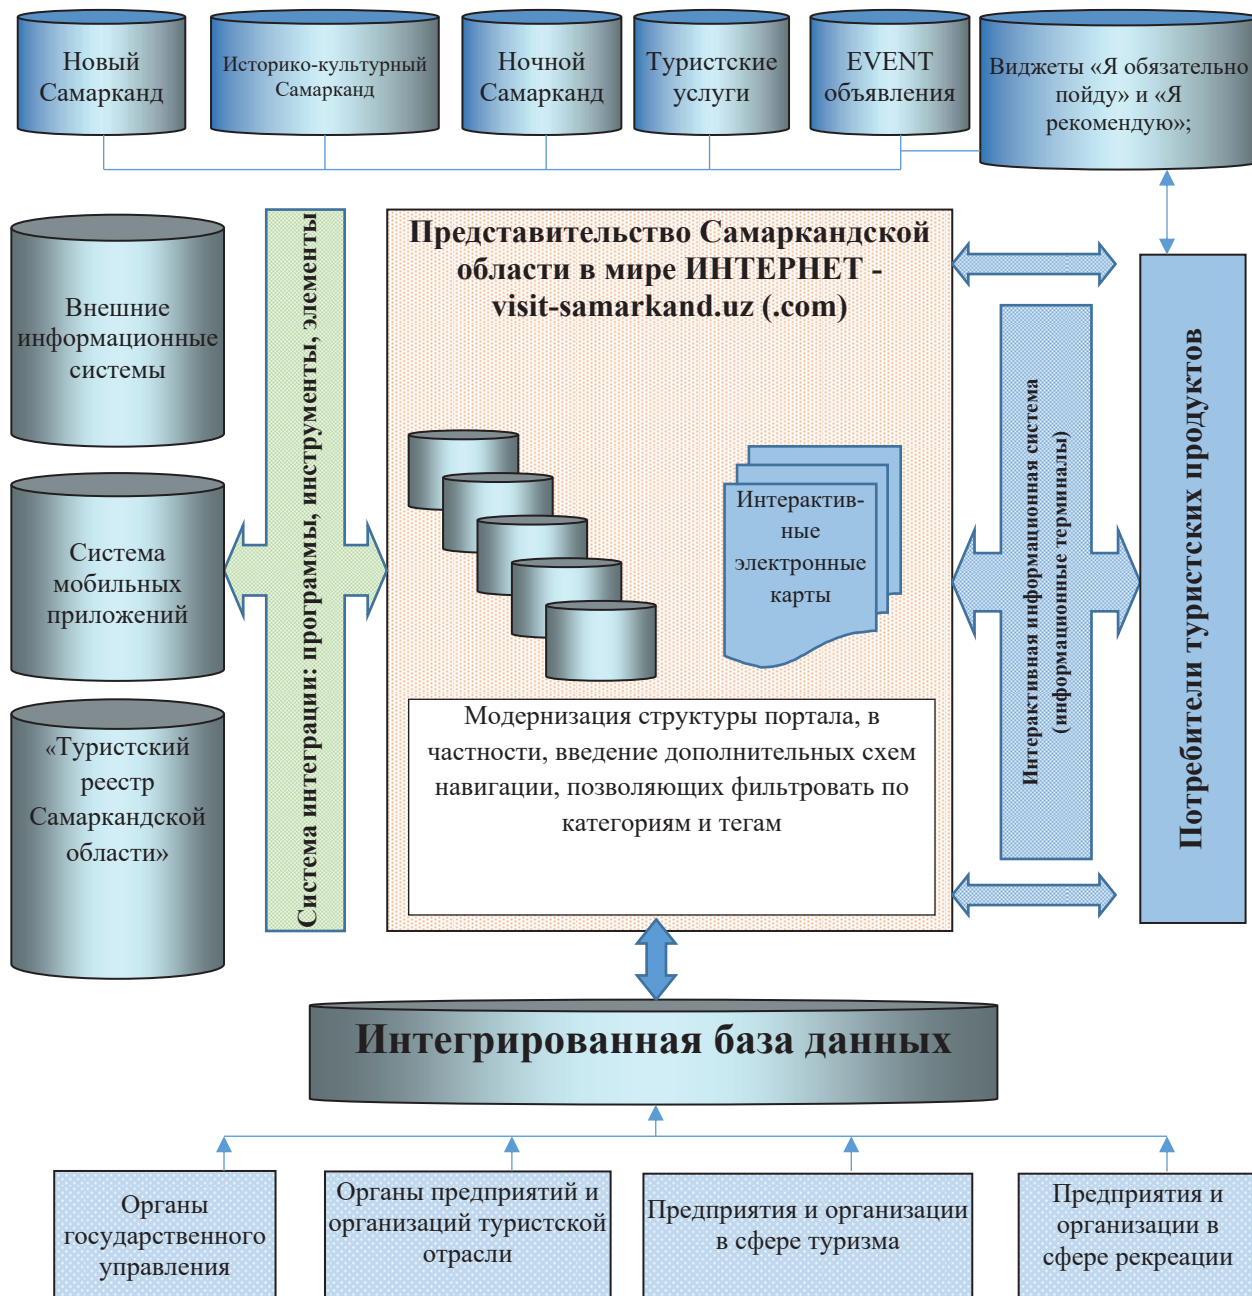 Новый
Самарканд
Историко-культурный
Самарканд
Ночной
Самарканд
Туристские
услуги
EVENT
объявления
Виджеты «Я обязательно
пойду» и «Я
рекомендую»;
Внешние
информационные
системы
Система
мобильных
приложений
«Туристский
реестр
Самаркандской
области»
Система интеграции: программы, инструменты, элементы
Представительство Самаркандской
области в мире ИНТЕРНЕТ -
visit-samarkand.uz (.com)
Интерактив-
ные
электронные
карты
Модернизация структуры портала, в
частности, введение дополнительных схем
навигации, позволяющих фильтровать по
категориям и тегам
Интерактивная информационная система
(информационные терминалы)
Потребители туристских продуктов
Интегрированная база данных
Органы
государственного
управления
Органы предприятий и
организаций туристской
отрасли
Предприятия и организации
в сфере туризма
Предприятия и
организации в
сфере рекреации